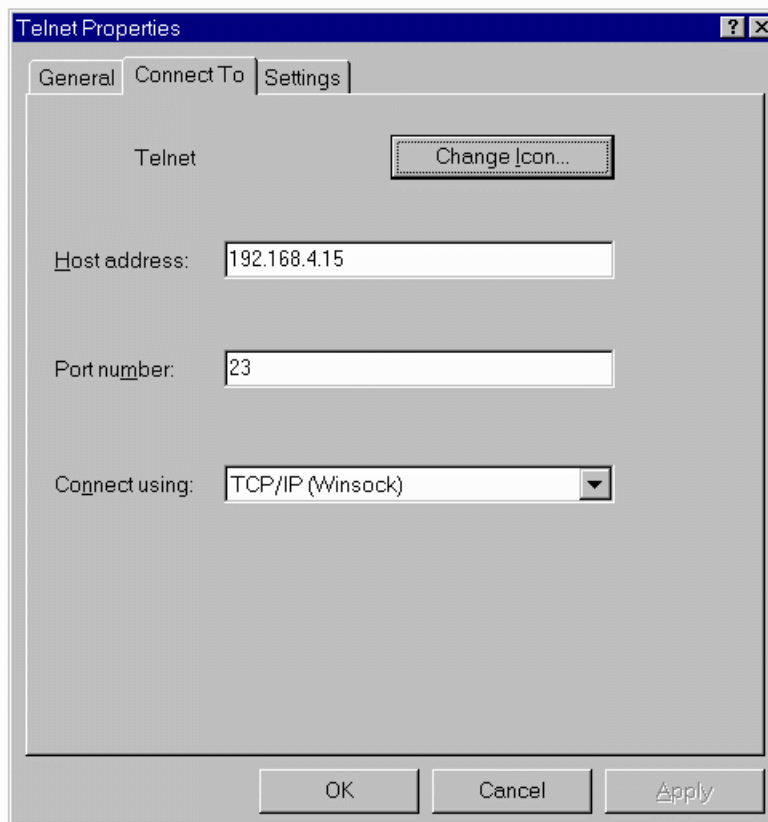 Telnet Properties
General Connect To Settings
Telnet Change Icon...
Host address: 192.168.4.15
Port number: 23
Connect using: TCP/IP (Winsock)
OK Cancel Apply